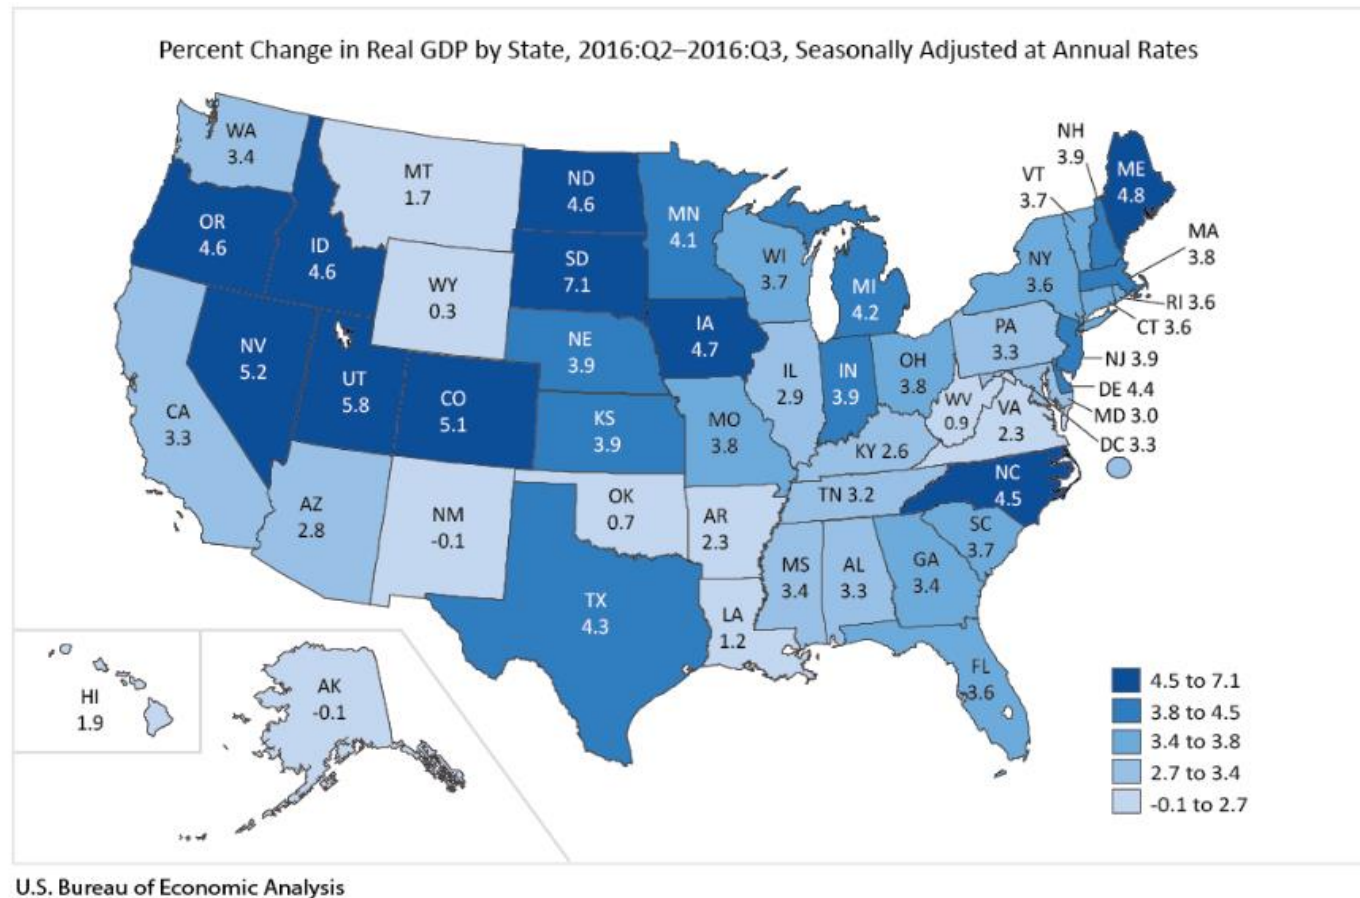 Percent Change in Real GDP by State, 2016:Q2–2016:Q3, Seasonally Adjusted at Annual Rates
WA
3.4
MT
1.7
ND
4.6
MN
4.1
OR
4.6
ID
4.6
SD
7.1
WI
3.7
MI
4.2
NY
3.6
VT
3.7
NH
3.9
ME
4.8
MA
3.8
RI 3.6
CT 3.6
WY
0.3
NE
3.9
IA
4.7
IL
2.9
IN
3.9
OH
3.8
PA
3.3
NJ 3.9
DE 4.4
MD 3.0
DC 3.3
NV
5.2
UT
5.8
CO
5.1
KS
3.9
MO
3.8
KY 2.6
WV
0.9
VA
2.3
CA
3.3
AZ
2.8
NM
-0.1
OK
0.7
AR
2.3
TN 3.2
NC
4.5
SC
3.7
TX
4.3
LA
1.2
MS
3.4
AL
3.3
GA
3.4
FL
3.6
HI
1.9
AK
-0.1
4.5 to 7.1
3.8 to 4.5
3.4 to 3.8
2.7 to 3.4
-0.1 to 2.7
U.S. Bureau of Economic Analysis